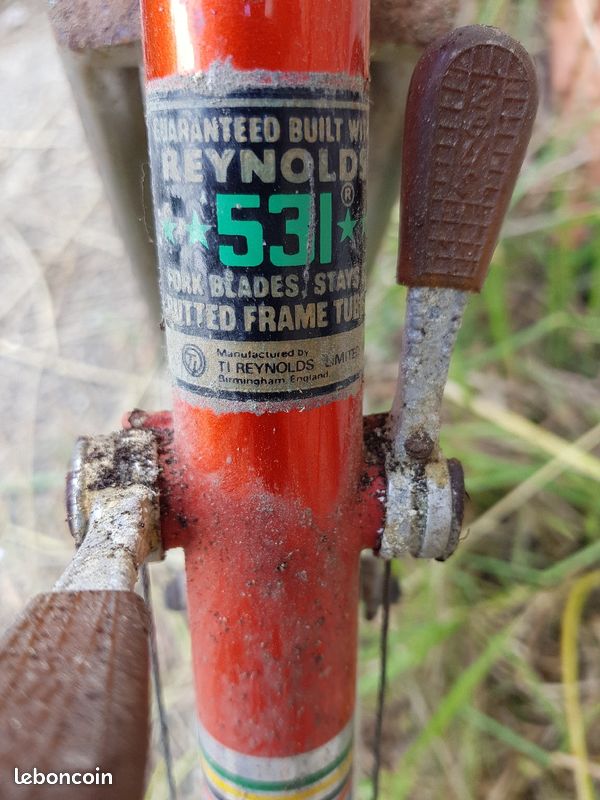 GUARANTEED BUILT WITH
REYNOLDS
531®
FORK BLADES, STAYS
BUTTED FRAME TUBES
TI
Manufactured by
TI REYNOLDS LIMITED
Birmingham, England.
leboncoin